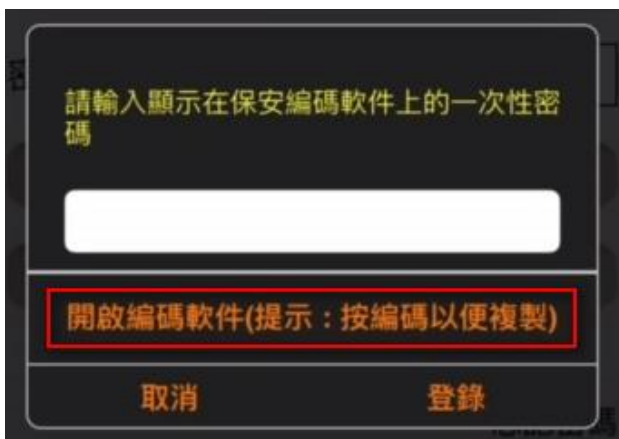 請輸入顯示在保安編碼軟件上的一次性密
碼
開啟編碼軟件(提示：按編碼以便複製)
取消
登錄